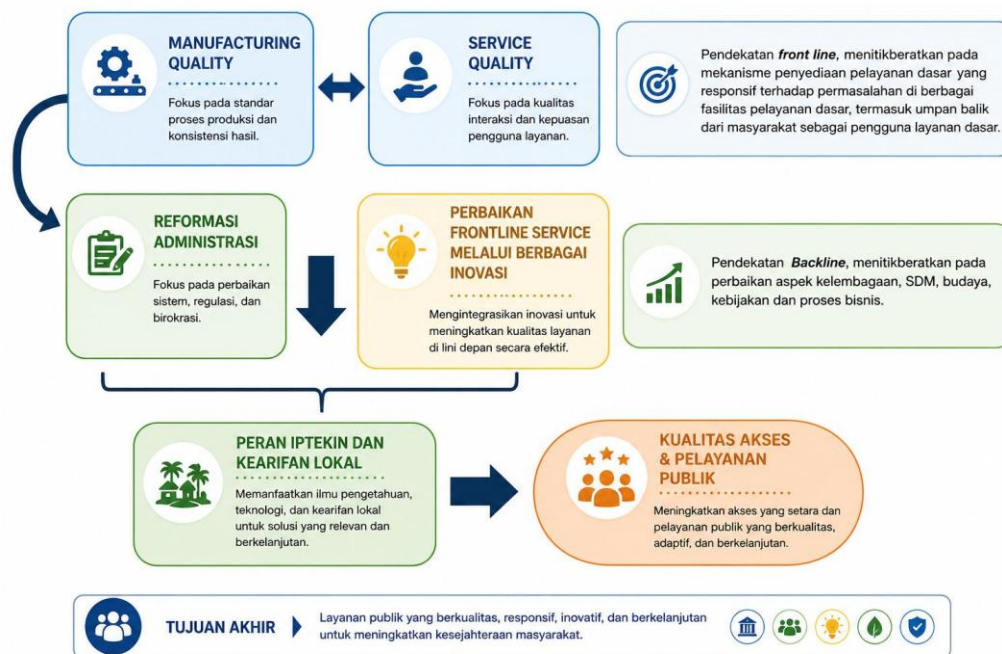 MANUFACTURING
QUALITY
Fokus pada standar
proses produksi dan
konsistensi hasil.
SERVICE
QUALITY
Fokus pada kualitas
interaksi dan kepuasan
pengguna layanan.
Pendekatan front line, menitikberatkan pada
mekanisme penyediaan pelayanan dasar yang
responsif terhadap permasalahan di berbagai
fasilitas pelayanan dasar, termasuk umpan balik
dari masyarakat sebagai pengguna layanan dasar.
REFORMASI
ADMINISTRASI
Fokus pada perbaikan
sistem, regulasi, dan
birokrasi.
PERBAIKAN
FRONTLINE SERVICE
MELALUI BERBAGAI
INOVASI
Mengintegrasikan inovasi untuk
meningkatkan kualitas layanan
di lini depan secara efektif.
Pendekatan Backline, menitikberatkan pada
perbaikan aspek kelembagaan, SDM, budaya,
kebijakan dan proses bisnis.
PERAN IPTEKIN DAN
KEARIFAN LOKAL
Memanfaatkan ilmu pengetahuan,
teknologi, dan kearifan lokal
untuk solusi yang relevan dan
berkelanjutan.
KUALITAS AKSES
& PELAYANAN
PUBLIK
Meningkatkan akses yang setara dan
pelayanan publik yang berkualitas,
adaptif, dan berkelanjutan.
TUJUAN AKHIR
Layanan publik yang berkualitas, responsif, inovatif, dan berkelanjutan
untuk meningkatkan kesejahteraan masyarakat.